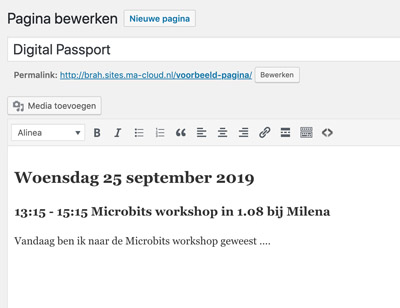 Pagina bewerken Nieuwe pagina
Digital Passport
Permalink: http://brah.sites.ma-cloud.nl/voorbeeld-pagina/ Bewerken
Media toevoegen
Alinea B I
Woensdag 25 september 2019
13:15 - 15:15 Microbits workshop in 1.08 bij Milena
Vandaag ben ik naar de Microbits workshop geweest ....